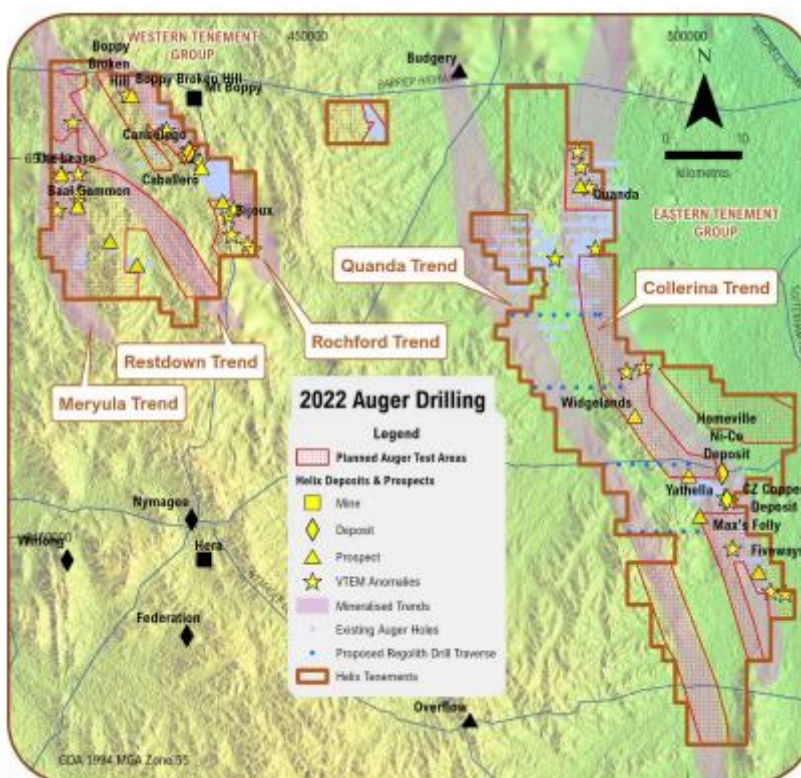 WESTERN TENEMENT
GROUP
450000
500000
Boppy
Broken
Hill
Boppy Broken Hill
Mt Boppy
Budgery
BARRIER HIGHWAY
N
0
10
kilometres
Canbelego
The Lease
Caballero
Baal Gammon
Bijoux
Quanda
EASTERN TENEMENT
GROUP
Quanda Trend
Collerina Trend
Rochford Trend
Restdown Trend
Meryula Trend
Widgelands
Homeville
Ni-Co
Deposit
Yathella
CZ Copper
Deposit
Max's Folly
Fiveways
Nymagee
Hera
Federation
Overflow
2022 Auger Drilling
Legend
Planned Auger Test Areas
Helix Deposits & Prospects
Mine
Deposit
Prospect
VTEM Anomalies
Mineralised Trends
Existing Auger Holes
Proposed Regolith Drill Traverse
Helix Tenements
GDA 1994 MGA Zone 55